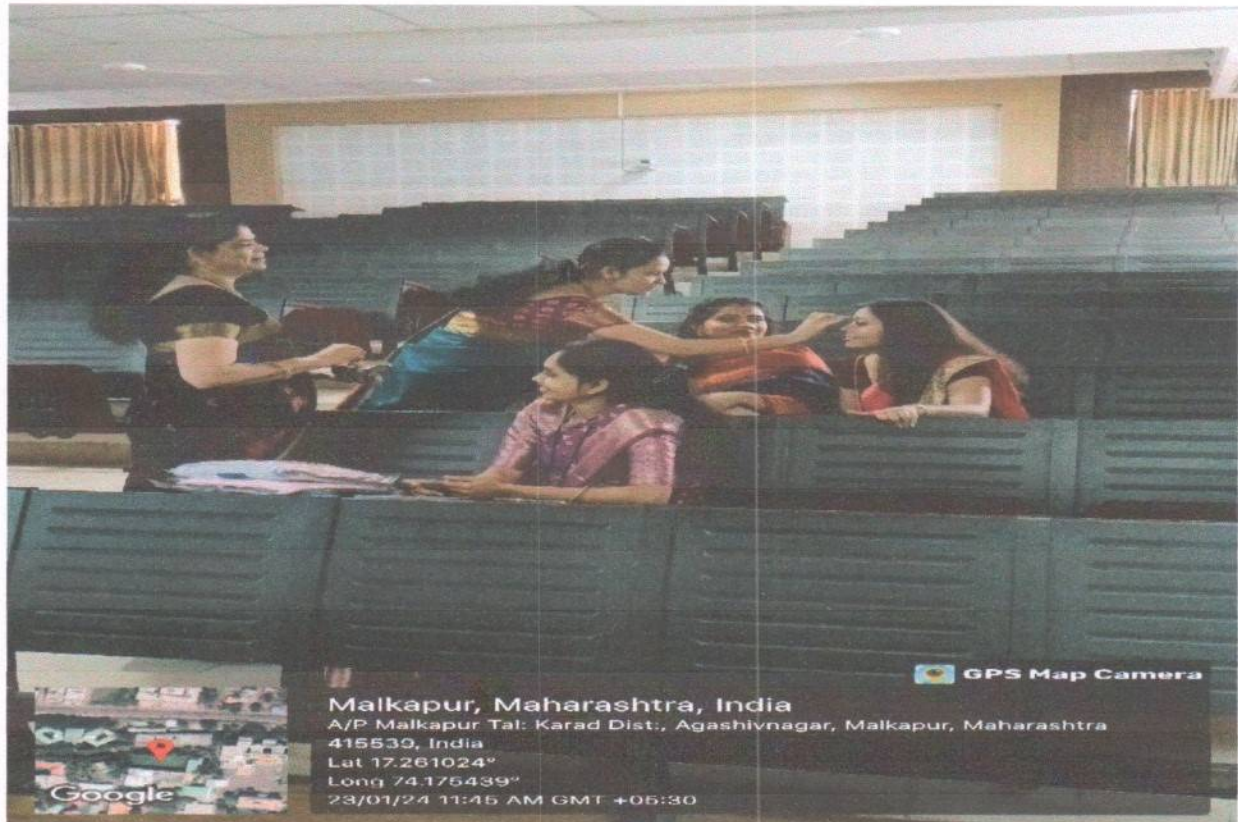 GPS Map Camera
Malkapur, Maharashtra, India
A/P Malkapur Tal: Karad Dist:, Agashivnagar, Malkapur, Maharashtra
415539, India
Lat 17.261024°
Long 74.175439°
23/01/24 11:45 AM GMT +05:30
Google